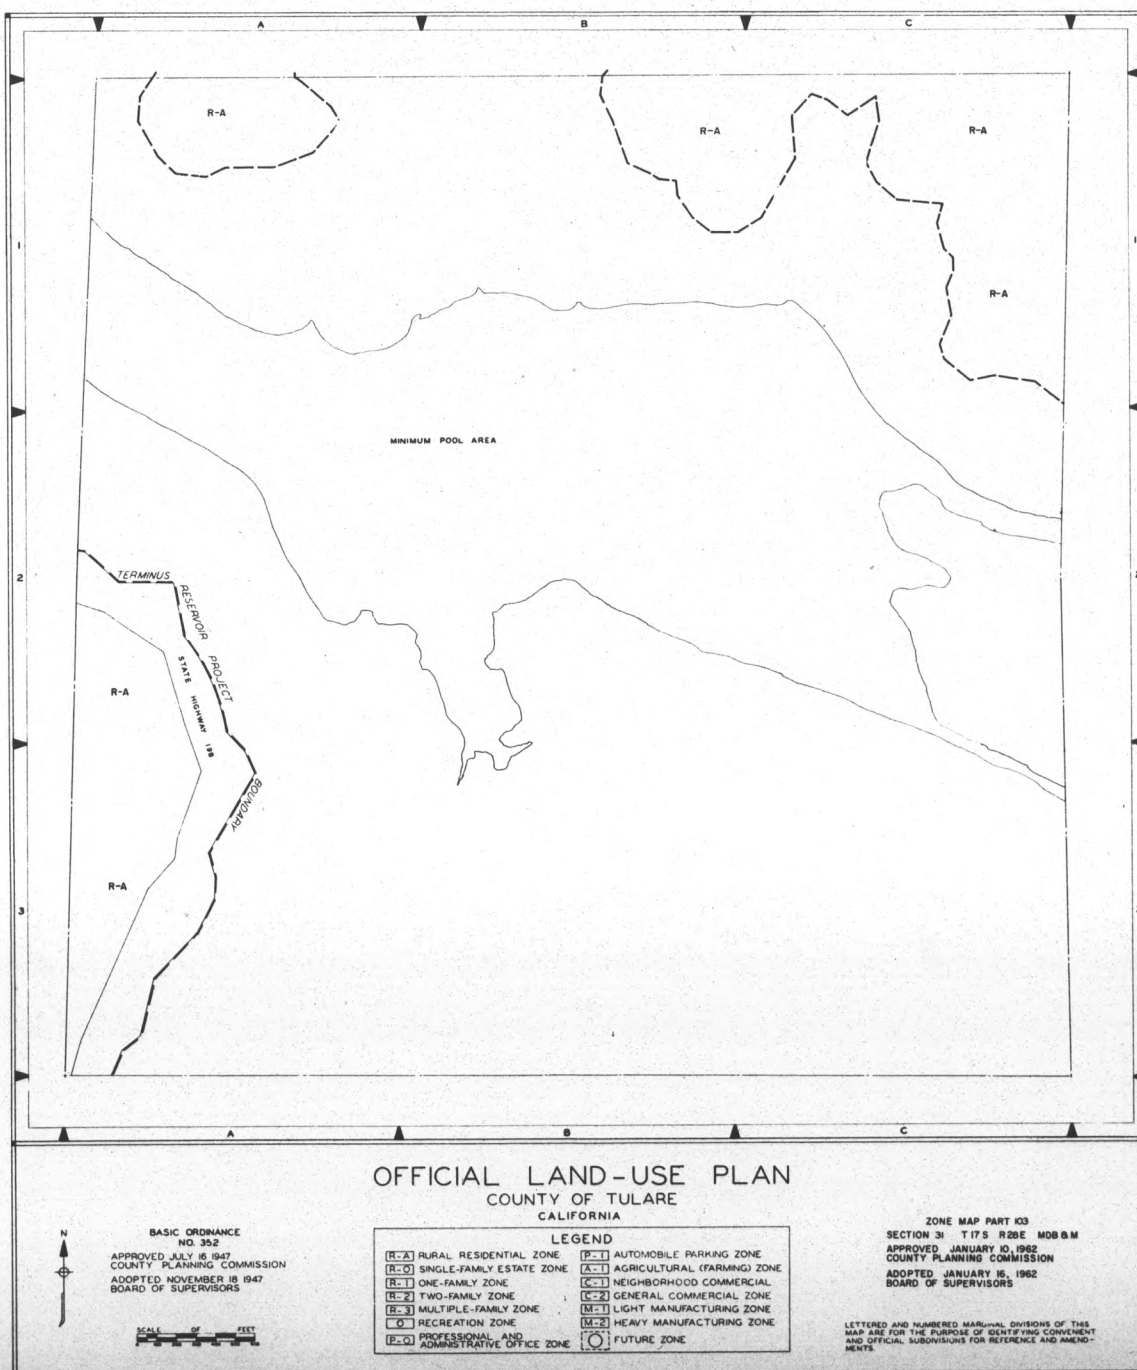 A B C
R-A
R-A
R-A
1 1
R-A
MINIMUM POOL AREA
2 2
TERMINUS
RESERVOIR PROJECT
STATE HIGHWAY 198
R-A
BOUNDARY
R-A
3
A B C
OFFICIAL LAND-USE PLAN
COUNTY OF TULARE
CALIFORNIA
N
BASIC ORDINANCE
NO. 352
APPROVED JULY 16 1947
COUNTY PLANNING COMMISSION
ADOPTED NOVEMBER 18 1947
BOARD OF SUPERVISORS
SCALE OF FEET
LEGEND
R-A RURAL RESIDENTIAL ZONE
R-O SINGLE-FAMILY ESTATE ZONE
R-1 ONE-FAMILY ZONE
R-2 TWO-FAMILY ZONE
R-3 MULTIPLE-FAMILY ZONE
O RECREATION ZONE
P-O PROFESSIONAL AND
ADMINISTRATIVE OFFICE ZONE
P-1 AUTOMOBILE PARKING ZONE
A-1 AGRICULTURAL (FARMING) ZONE
C-1 NEIGHBORHOOD COMMERCIAL
C-2 GENERAL COMMERCIAL ZONE
M-1 LIGHT MANUFACTURING ZONE
M-2 HEAVY MANUFACTURING ZONE
FUTURE ZONE
ZONE MAP PART 103
SECTION 31 T17S R28E MDB&M
APPROVED JANUARY 10, 1962
COUNTY PLANNING COMMISSION
ADOPTED JANUARY 16, 1962
BOARD OF SUPERVISORS
LETTERED AND NUMBERED MARGINAL DIVISIONS OF THIS
MAP ARE FOR THE PURPOSE OF IDENTIFYING CONVENIENT
AND OFFICIAL SUBDIVISIONS FOR REFERENCE AND AMEND-
MENTS